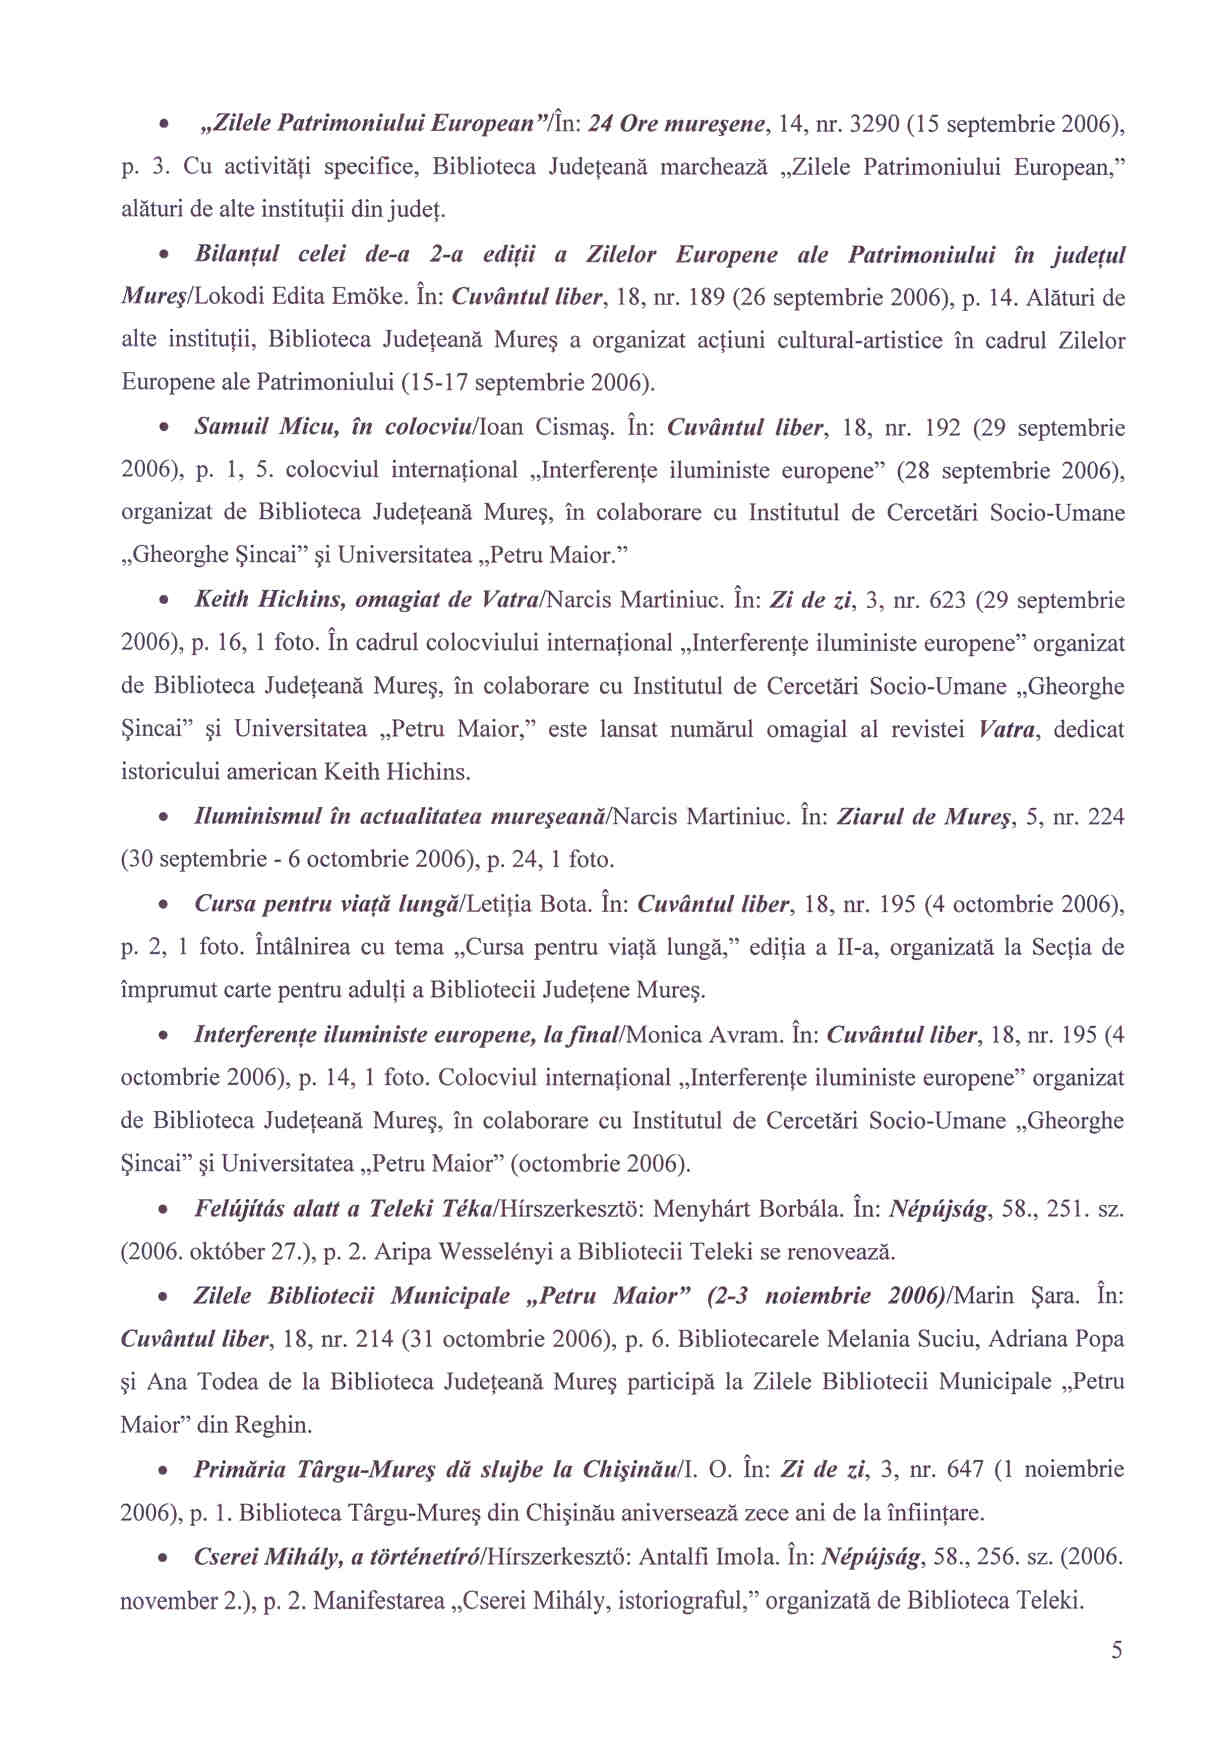 • „Zilele Patrimoniului European”/În: 24 Ore mureşene, 14, nr. 3290 (15 septembrie 2006),
p. 3. Cu activităţi specifice, Biblioteca Judeţeană marchează „Zilele Patrimoniului European,”
alături de alte instituţii din judeţ.
• Bilanţul celei de-a 2-a ediţii a Zilelor Europene ale Patrimoniului în judeţul
Mureş/Lokodi Edita Emöke. În: Cuvântul liber, 18, nr. 189 (26 septembrie 2006), p. 14. Alături de
alte instituţii, Biblioteca Judeţeană Mureş a organizat acţiuni cultural-artistice în cadrul Zilelor
Europene ale Patrimoniului (15-17 septembrie 2006).
• Samuil Micu, în colocviu/Ioan Cismaş. În: Cuvântul liber, 18, nr. 192 (29 septembrie
2006), p. 1, 5. colocviul internaţional „Interferenţe iluministe europene” (28 septembrie 2006),
organizat de Biblioteca Judeţeană Mureş, în colaborare cu Institutul de Cercetări Socio-Umane
„Gheorghe Şincai” şi Universitatea „Petru Maior.”
• Keith Hichins, omagiat de Vatra/Narcis Martiniuc. În: Zi de zi, 3, nr. 623 (29 septembrie
2006), p. 16, 1 foto. În cadrul colocviului internaţional „Interferenţe iluministe europene” organizat
de Biblioteca Judeţeană Mureş, în colaborare cu Institutul de Cercetări Socio-Umane „Gheorghe
Şincai” şi Universitatea „Petru Maior,” este lansat numărul omagial al revistei Vatra, dedicat
istoricului american Keith Hichins.
• Iluminismul în actualitatea mureşeană/Narcis Martiniuc. În: Ziarul de Mureş, 5, nr. 224
(30 septembrie - 6 octombrie 2006), p. 24, 1 foto.
• Cursa pentru viaţă lungă/Letiţia Bota. În: Cuvântul liber, 18, nr. 195 (4 octombrie 2006),
p. 2, 1 foto. Întâlnirea cu tema „Cursa pentru viaţă lungă,” ediţia a II-a, organizată la Secţia de
împrumut carte pentru adulţi a Bibliotecii Judeţene Mureş.
• Interferenţe iluministe europene, la final/Monica Avram. În: Cuvântul liber, 18, nr. 195 (4
octombrie 2006), p. 14, 1 foto. Colocviul internaţional „Interferenţe iluministe europene” organizat
de Biblioteca Judeţeană Mureş, în colaborare cu Institutul de Cercetări Socio-Umane „Gheorghe
Şincai” şi Universitatea „Petru Maior” (octombrie 2006).
• Felújítás alatt a Teleki Téka/Hírszerkesztö: Menyhárt Borbála. În: Népújság, 58., 251. sz.
(2006. október 27.), p. 2. Aripa Wesselényi a Bibliotecii Teleki se renovează.
• Zilele Bibliotecii Municipale „Petru Maior” (2-3 noiembrie 2006)/Marin Şara. În:
Cuvântul liber, 18, nr. 214 (31 octombrie 2006), p. 6. Bibliotecarele Melania Suciu, Adriana Popa
şi Ana Todea de la Biblioteca Judeţeană Mureş participă la Zilele Bibliotecii Municipale „Petru
Maior” din Reghin.
• Primăria Târgu-Mureş dă slujbe la Chişinău/I. O. În: Zi de zi, 3, nr. 647 (1 noiembrie
2006), p. 1. Biblioteca Târgu-Mureş din Chişinău aniversează zece ani de la înfiinţare.
• Cserei Mihály, a történetíró/Hírszerkesztő: Antalfi Imola. În: Népújság, 58., 256. sz. (2006.
november 2.), p. 2. Manifestarea „Cserei Mihály, istoriograful,” organizată de Biblioteca Teleki.
5